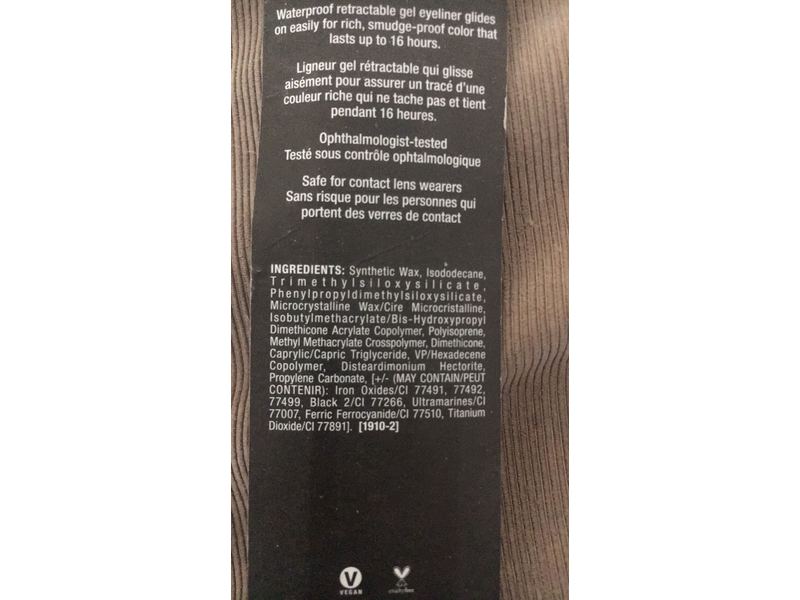 Waterproof retractable gel eyeliner glides
on easily for rich, smudge-proof color that
lasts up to 16 hours.
Ligneur gel rétractable qui glisse
aisément pour assurer un tracé d'une
couleur riche qui ne tache pas et tient
pendant 16 heures.
Ophthalmologist-tested
Testé sous contrôle ophtalmologique
Safe for contact lens wearers
Sans risque pour les personnes qui
portent des verres de contact
INGREDIENTS: Synthetic Wax, Isododecane,
Trimethylsiloxysilicate,
Phenylpropyldimethylsiloxysilicate,
Microcrystalline Wax/Cire Microcristalline,
Isobutylmethacrylate/Bis-Hydroxypropyl
Dimethicone Acrylate Copolymer, Polyisoprene,
Methyl Methacrylate Crosspolymer, Dimethicone,
Caprylic/Capric Triglyceride, VP/Hexadecene
Copolymer, Disteardimonium Hectorite,
Propylene Carbonate, [+/- (MAY CONTAIN/PEUT
CONTENIR): Iron Oxides/CI 77491, 77492,
77499, Black 2/CI 77266, Ultramarines/CI
77007, Ferric Ferrocyanide/CI 77510, Titanium
Dioxide/CI 77891]. [1910-2]
V
VEGAN
crueltyfree